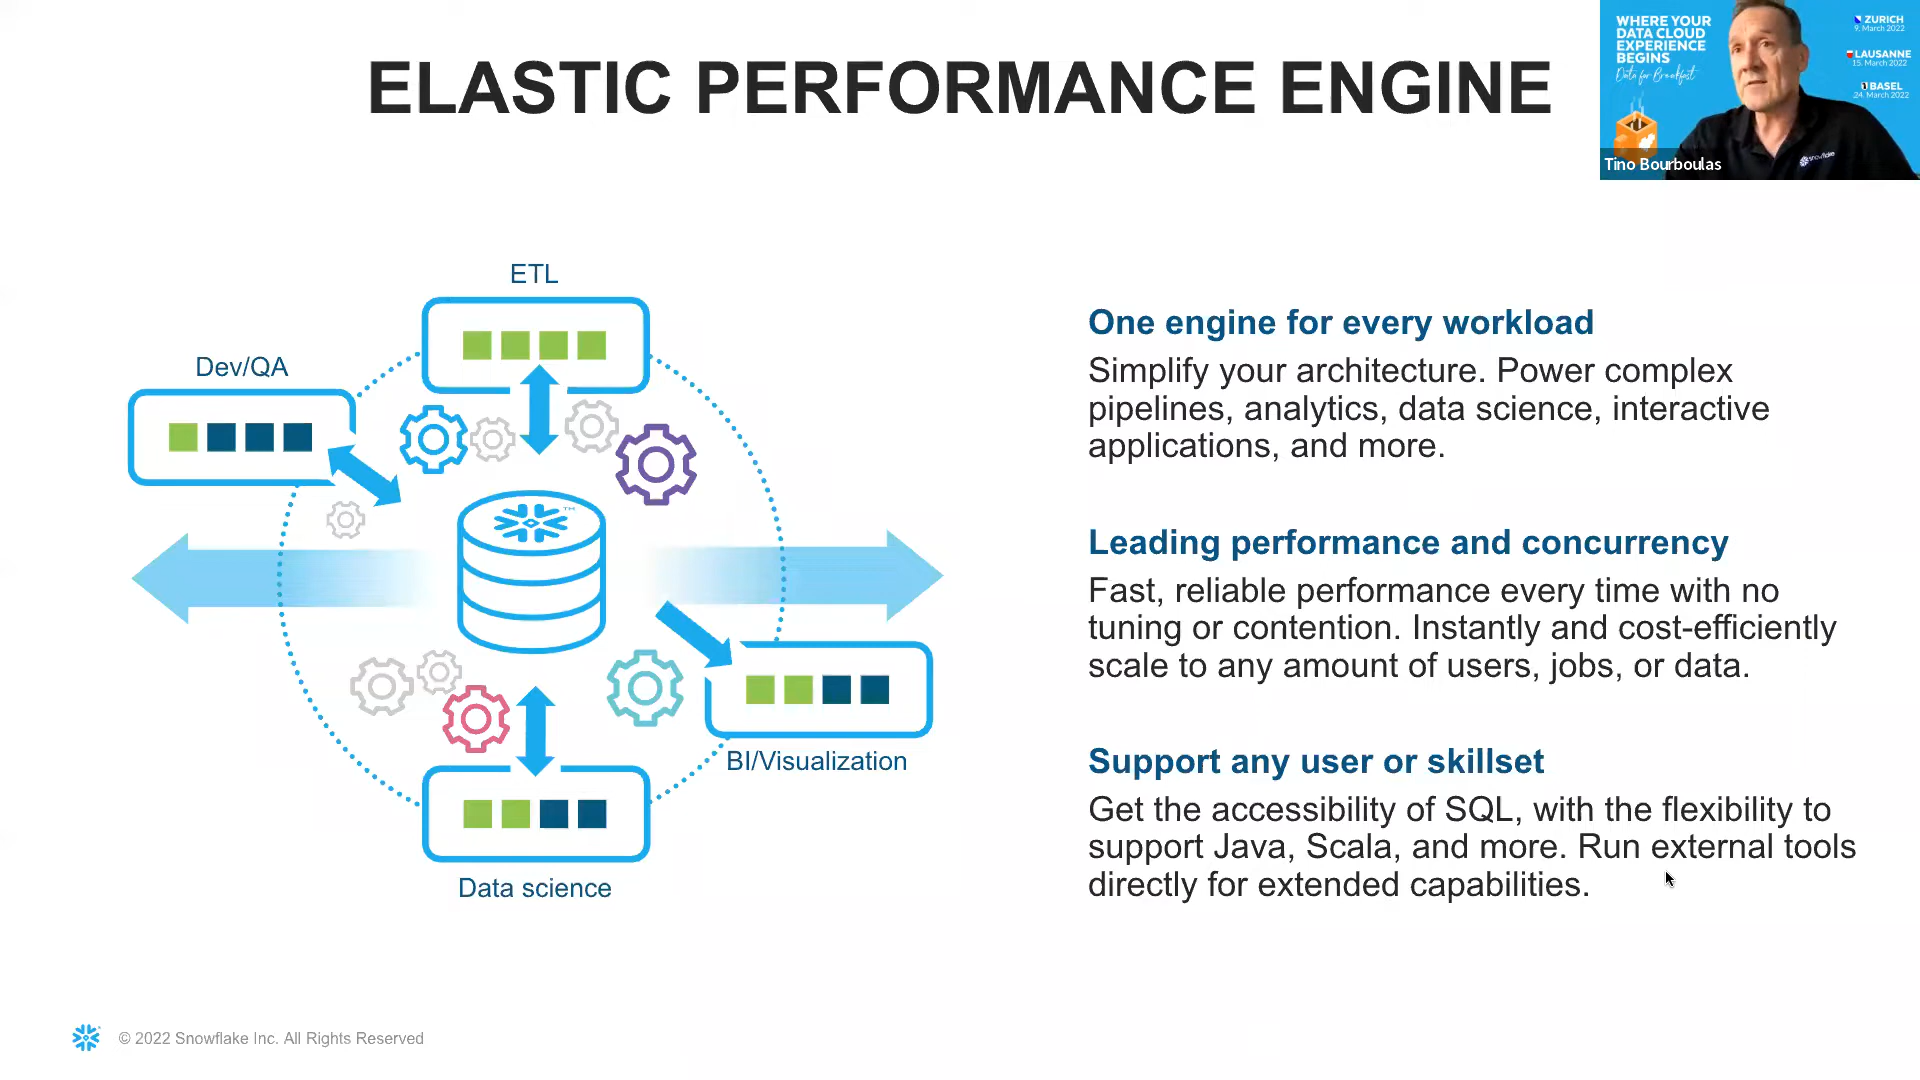 ELASTIC PERFORMANCE ENGINE
WHERE YOUR
DATA CLOUD
EXPERIENCE
BEGINS
Data for Breakfast
ZURICH
9. March 2022
LAUSANNE
15. March 2022
BASEL
24. March 2022
snowflake
Tino Bourboulas
ETL
Dev/QA
TM
BI/Visualization
Data science
One engine for every workload
Simplify your architecture. Power complex
pipelines, analytics, data science, interactive
applications, and more.
Leading performance and concurrency
Fast, reliable performance every time with no
tuning or contention. Instantly and cost-efficiently
scale to any amount of users, jobs, or data.
Support any user or skillset
Get the accessibility of SQL, with the flexibility to
support Java, Scala, and more. Run external tools
directly for extended capabilities.
© 2022 Snowflake Inc. All Rights Reserved